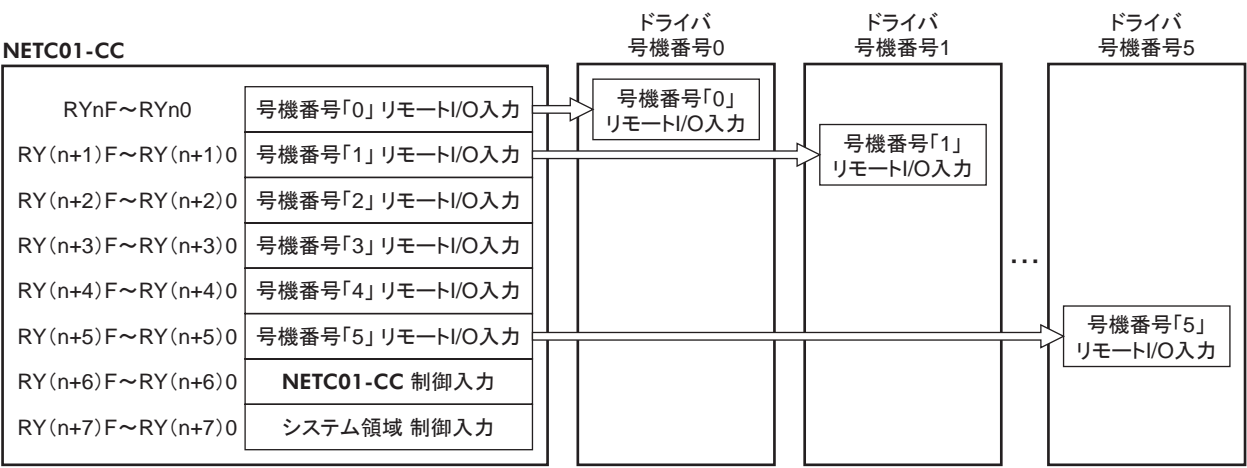 NETC01-CC
ドライバ
号機番号0
ドライバ
号機番号1
ドライバ
号機番号5
RYnF～RYn0
号機番号「0」 リモートI/O入力
RY(n+1)F～RY(n+1)0
号機番号「1」 リモートI/O入力
RY(n+2)F～RY(n+2)0
号機番号「2」 リモートI/O入力
RY(n+3)F～RY(n+3)0
号機番号「3」 リモートI/O入力
RY(n+4)F～RY(n+4)0
号機番号「4」 リモートI/O入力
RY(n+5)F～RY(n+5)0
号機番号「5」 リモートI/O入力
RY(n+6)F～RY(n+6)0
NETC01-CC 制御入力
RY(n+7)F～RY(n+7)0
システム領域 制御入力
号機番号「0」
リモートI/O入力
号機番号「1」
リモートI/O入力
…
号機番号「5」
リモートI/O入力